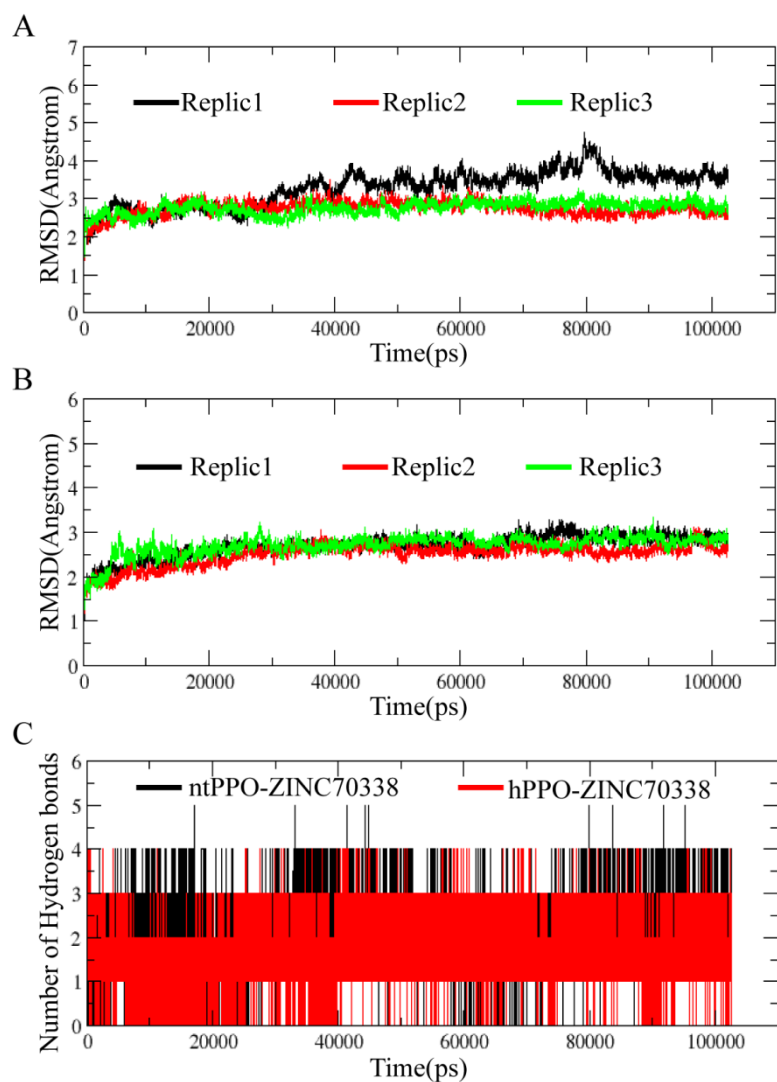 A
7
6
5
4
3
2
1
0
RMSD(Angstrom)
Replic1 Replic2 Replic3
0 20000 40000 60000 80000 100000
Time(ps)
B
6
5
4
3
2
1
0
RMSD(Angstrom)
Replic1 Replic2 Replic3
0 20000 40000 60000 80000 100000
Time(ps)
C
6
5
4
3
2
1
0
Number of Hydrogen bonds
ntPPO-ZINC70338 hPPO-ZINC70338
0 20000 40000 60000 80000 100000
Time(ps)